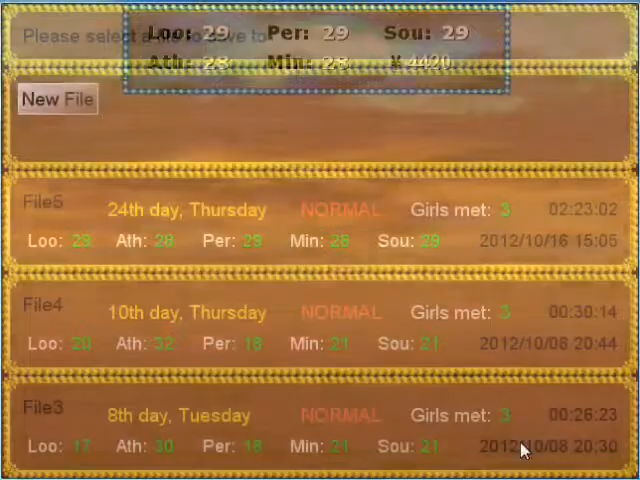 Loo: 29 Per: 29 Sou: 29
Please select a file to save to
Ath: 28 Min: 28 ¥ 4420
New File
File5 24th day, Thursday NORMAL Girls met: 3 02:23:02
Loo: 29 Ath: 28 Per: 29 Min: 28 Sou: 29 2012/10/16 15:05
File4 10th day, Thursday NORMAL Girls met: 3 00:30:14
Loo: 20 Ath: 32 Per: 18 Min: 21 Sou: 21 2012/10/08 20:44
File3 8th day, Tuesday NORMAL Girls met: 3 00:26:23
Loo: 17 Ath: 30 Per: 18 Min: 21 Sou: 21 2012/10/08 20:30